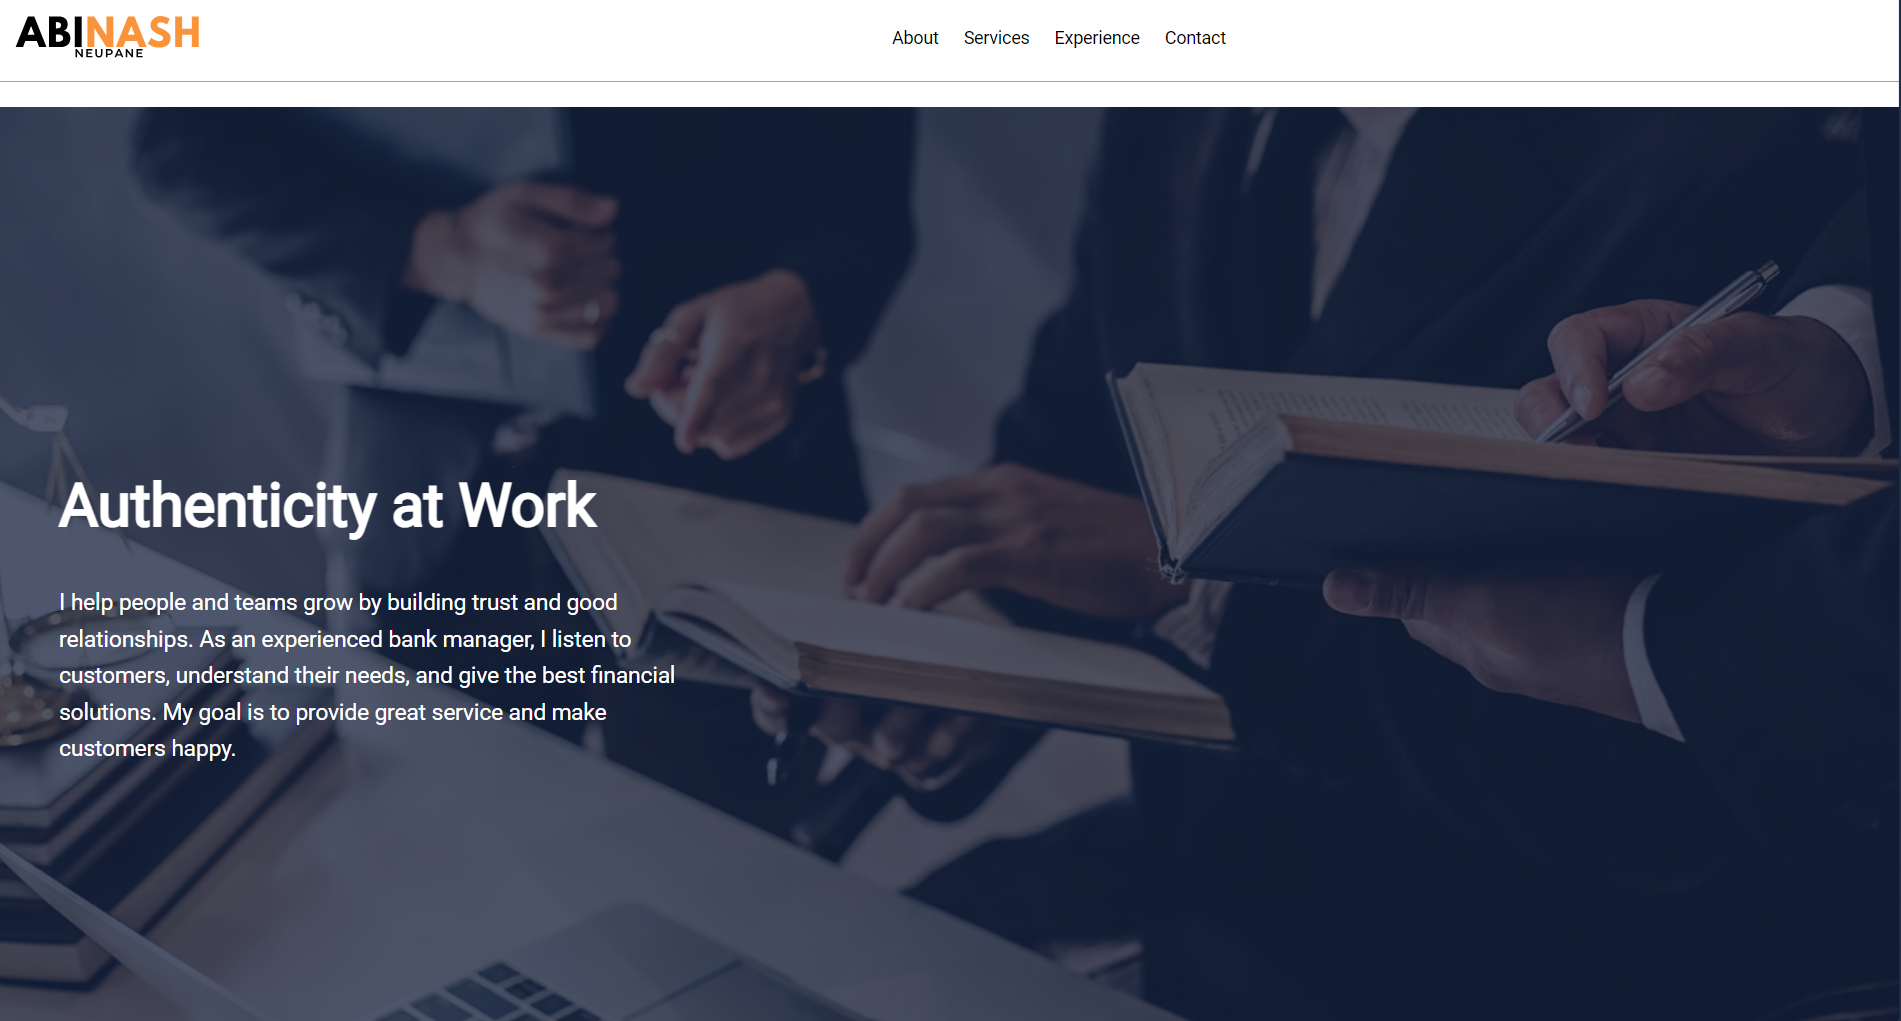 ABINASH
NEUPANE
About Services Experience Contact
Authenticity at Work
I help people and teams grow by building trust and good
relationships. As an experienced bank manager, I listen to
customers, understand their needs, and give the best financial
solutions. My goal is to provide great service and make
customers happy.